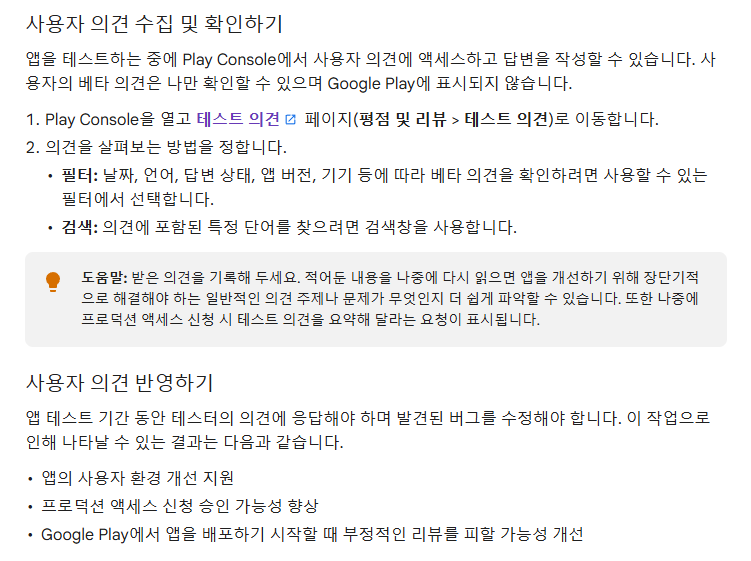 사용자 의견 수집 및 확인하기
앱을 테스트하는 중에 Play Console에서 사용자 의견에 액세스하고 답변을 작성할 수 있습니다. 사
용자의 베타 의견은 나만 확인할 수 있으며 Google Play에 표시되지 않습니다.
1. Play Console을 열고 테스트 의견 페이지(평점 및 리뷰 > 테스트 의견)로 이동합니다.
2. 의견을 살펴보는 방법을 정합니다.
• 필터: 날짜, 언어, 답변 상태, 앱 버전, 기기 등에 따라 베타 의견을 확인하려면 사용할 수 있는
필터에서 선택합니다.
• 검색: 의견에 포함된 특정 단어를 찾으려면 검색창을 사용합니다.
도움말: 받은 의견을 기록해 두세요. 적어둔 내용을 나중에 다시 읽으면 앱을 개선하기 위해 장단기적
으로 해결해야 하는 일반적인 의견 주제나 문제가 무엇인지 더 쉽게 파악할 수 있습니다. 또한 나중에
프로덕션 액세스 신청 시 테스트 의견을 요약해 달라는 요청이 표시됩니다.
사용자 의견 반영하기
앱 테스트 기간 동안 테스터의 의견에 응답해야 하며 발견된 버그를 수정해야 합니다. 이 작업으로
인해 나타날 수 있는 결과는 다음과 같습니다.
• 앱의 사용자 환경 개선 지원
• 프로덕션 액세스 신청 승인 가능성 향상
• Google Play에서 앱을 배포하기 시작할 때 부정적인 리뷰를 피할 가능성 개선